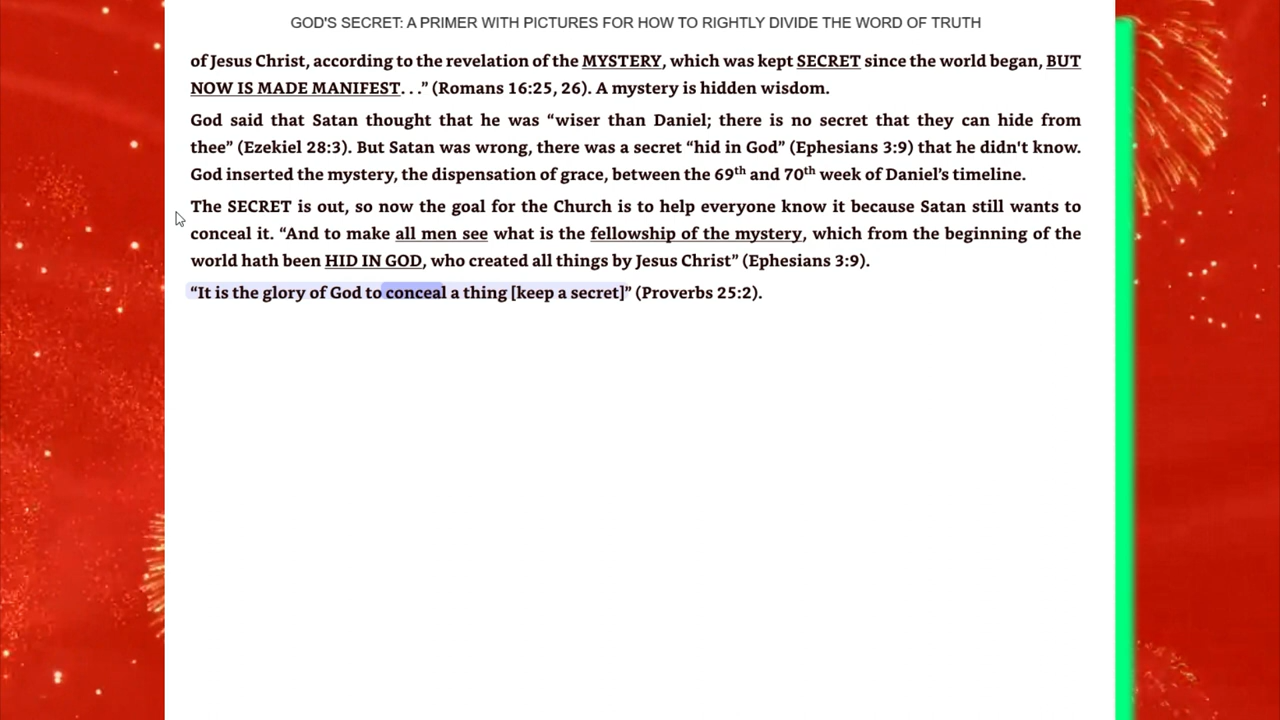 GOD'S SECRET: A PRIMER WITH PICTURES FOR HOW TO RIGHTLY DIVIDE THE WORD OF TRUTH
of Jesus Christ, according to the revelation of the MYSTERY, which was kept SECRET since the world began, BUT
NOW IS MADE MANIFEST. . .” (Romans 16:25, 26). A mystery is hidden wisdom.
God said that Satan thought that he was “wiser than Daniel; there is no secret that they can hide from
thee” (Ezekiel 28:3). But Satan was wrong, there was a secret “hid in God” (Ephesians 3:9) that he didn't know.
God inserted the mystery, the dispensation of grace, between the 69th and 70th week of Daniel’s timeline.
The SECRET is out, so now the goal for the Church is to help everyone know it because Satan still wants to
conceal it. “And to make all men see what is the fellowship of the mystery, which from the beginning of the
world hath been HID IN GOD, who created all things by Jesus Christ” (Ephesians 3:9).
“It is the glory of God to conceal a thing [keep a secret]” (Proverbs 25:2).